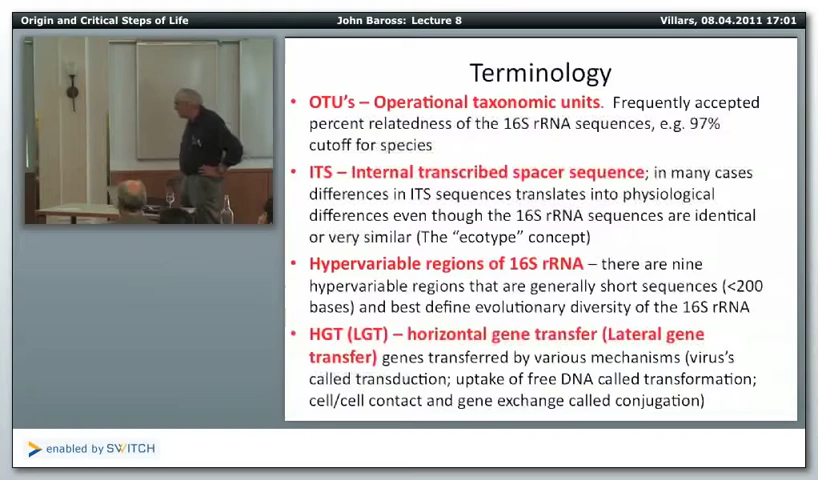 Origin and Critical Steps of Life
John Baross: Lecture 8
Villars, 08.04.2011 17:01
Terminology
• OTU's – Operational taxonomic units. Frequently accepted
percent relatedness of the 16S rRNA sequences, e.g. 97%
cutoff for species
• ITS – Internal transcribed spacer sequence; in many cases
differences in ITS sequences translates into physiological
differences even though the 16S rRNA sequences are identical
or very similar (The “ecotype” concept)
• Hypervariable regions of 16S rRNA – there are nine
hypervariable regions that are generally short sequences (<200
bases) and best define evolutionary diversity of the 16S rRNA
• HGT (LGT) – horizontal gene transfer (Lateral gene
transfer) genes transferred by various mechanisms (virus's
called transduction; uptake of free DNA called transformation;
cell/cell contact and gene exchange called conjugation)
enabled by SWITCH